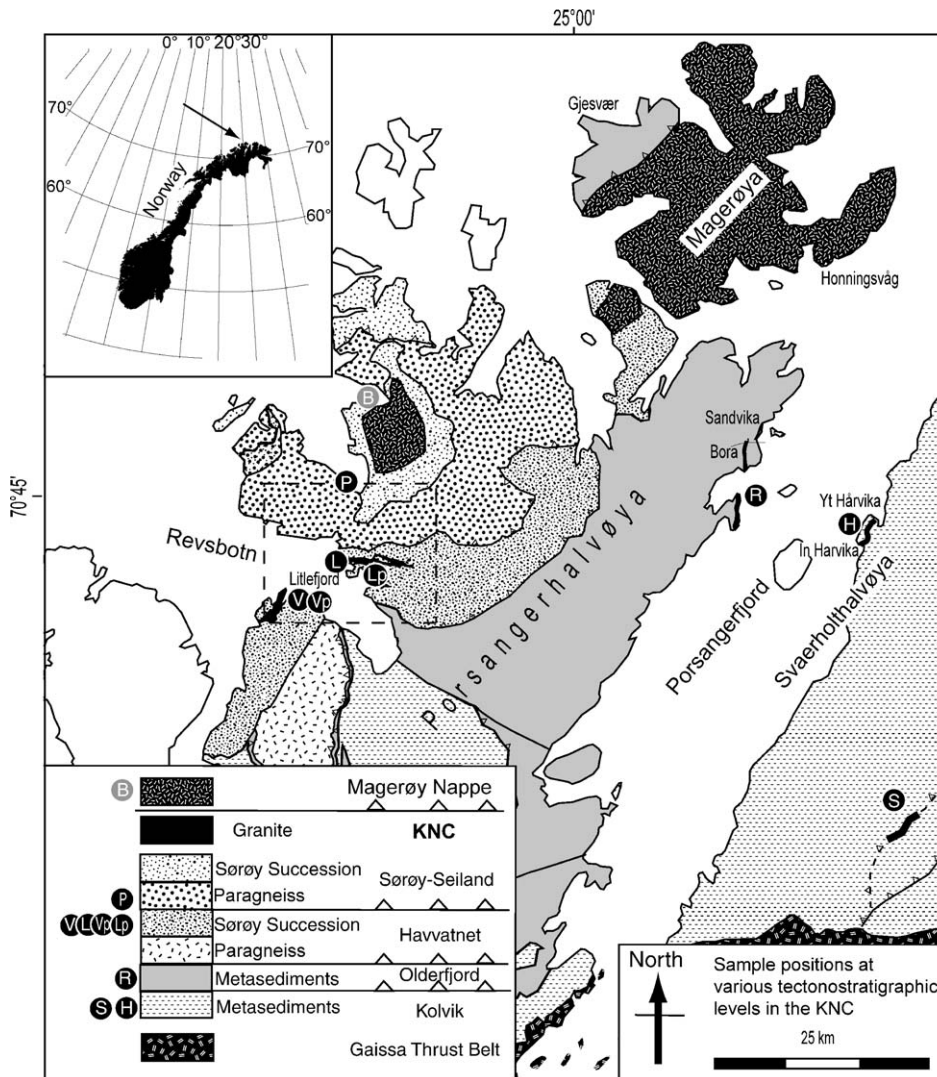 25°00'
0° 10° 20° 30°
70°
60°
70°
60°
Norway
Gjesvær
Magerøya
Honningsvåg
B
Sandvika
Bora
70°45'
P
R
Yt Hårvika
H
In Harvika
Revsbotn
L
Lp
Litlefjord
V
Vp
Porsangerhalvøya
Porsangerfjord
Svaerholthalvøya
S
B
Magerøy Nappe
Granite
KNC
Sørøy Succession
Sørøy-Seiland
P
Paragneiss
V L Vp Lp
Sørøy Succession
Havvatnet
Paragneiss
R
Metasediments
Olderfjord
S H
Metasediments
Kolvik
Gaissa Thrust Belt
North
Sample positions at
various tectonostratigraphic
levels in the KNC
25 km